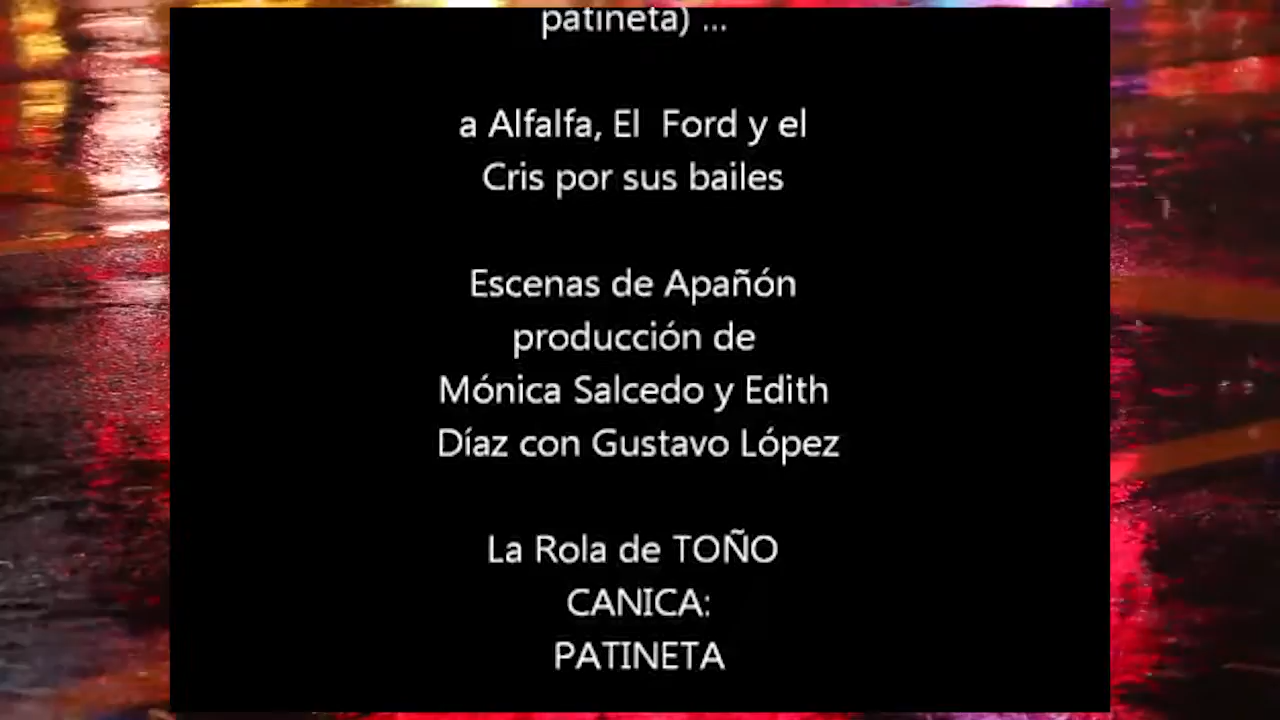 patineta) ...
a Alfalfa, El  Ford y el
Cris por sus bailes
Escenas de Apañón
producción de
Mónica Salcedo y Edith
Díaz con Gustavo López
La Rola de TOÑO
CANICA:
PATINETA